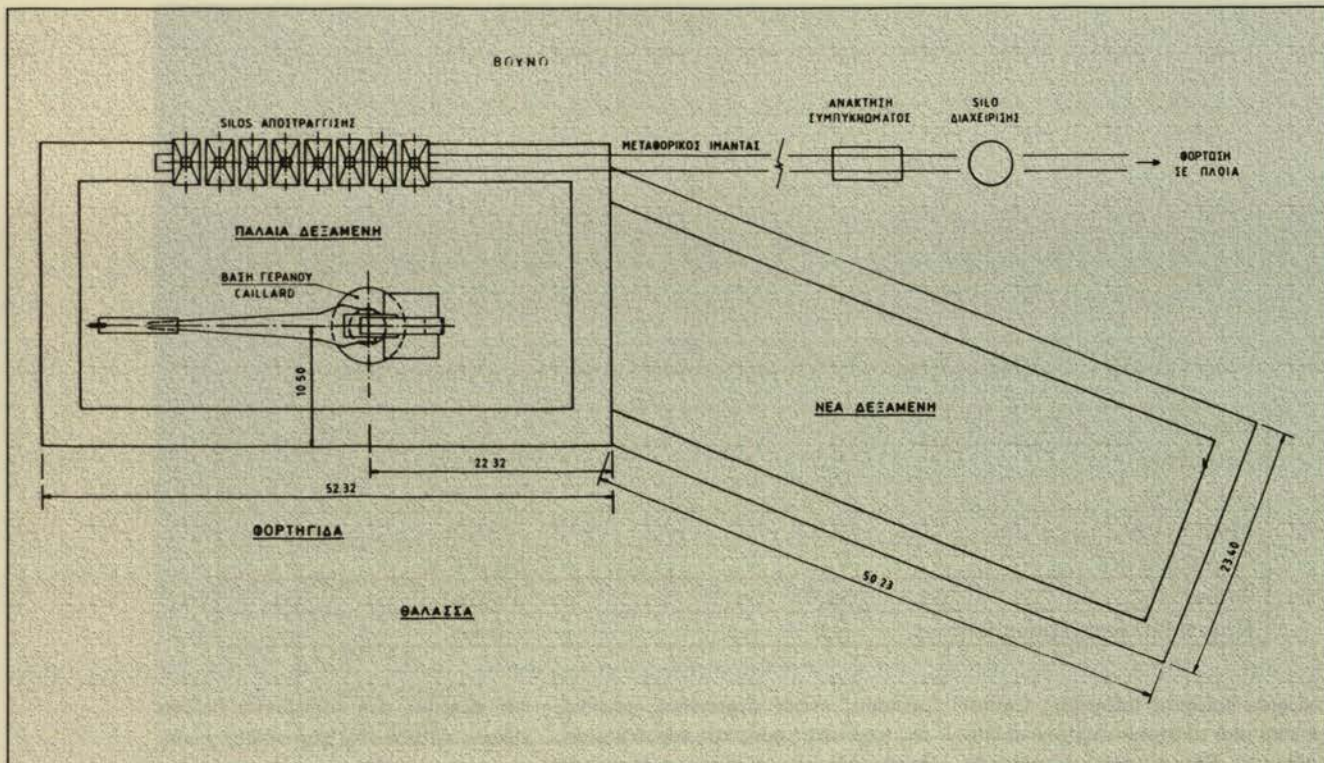 ΒΟΥΝΟ
SILOS ΑΠΟΣΤΡΑΓΓΙΣΗΣ
ΑΝΑΚΤΗΣΗ
ΣΥΜΠΥΚΝΩΜΑΤΟΣ
SILO
ΔΙΑΧΕΙΡΙΣΗΣ
ΜΕΤΑΦΟΡΙΚΟΣ ΙΜΑΝΤΑΣ
ΦΟΡΤΩΣΗ
ΣΕ ΠΛΟΙΑ
ΠΑΛΑΙΑ ΔΕΞΑΜΕΝΗ
ΒΑΣΗ ΓΕΡΑΝΟΥ
CAILLARD
10 50
ΝΕΑ ΔΕΞΑΜΕΝΗ
22 32
52.32
ΦΟΡΤΗΓΙΔΑ
50 23
23.40
ΘΑΛΑΣΣΑ